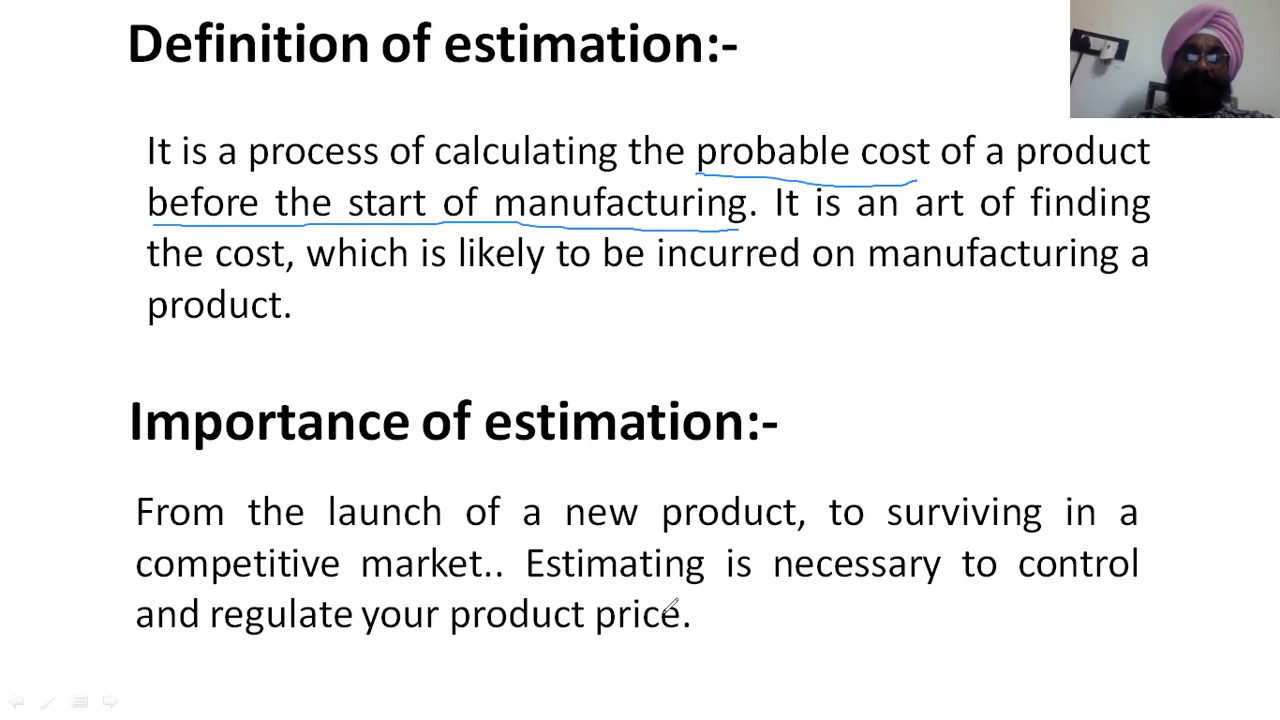 Definition of estimation:-
It is a process of calculating the probable cost of a product
before the start of manufacturing. It is an art of finding
the cost, which is likely to be incurred on manufacturing a
product.
Importance of estimation:-
From the launch of a new product, to surviving in a
competitive market.. Estimating is necessary to control
and regulate your product price.